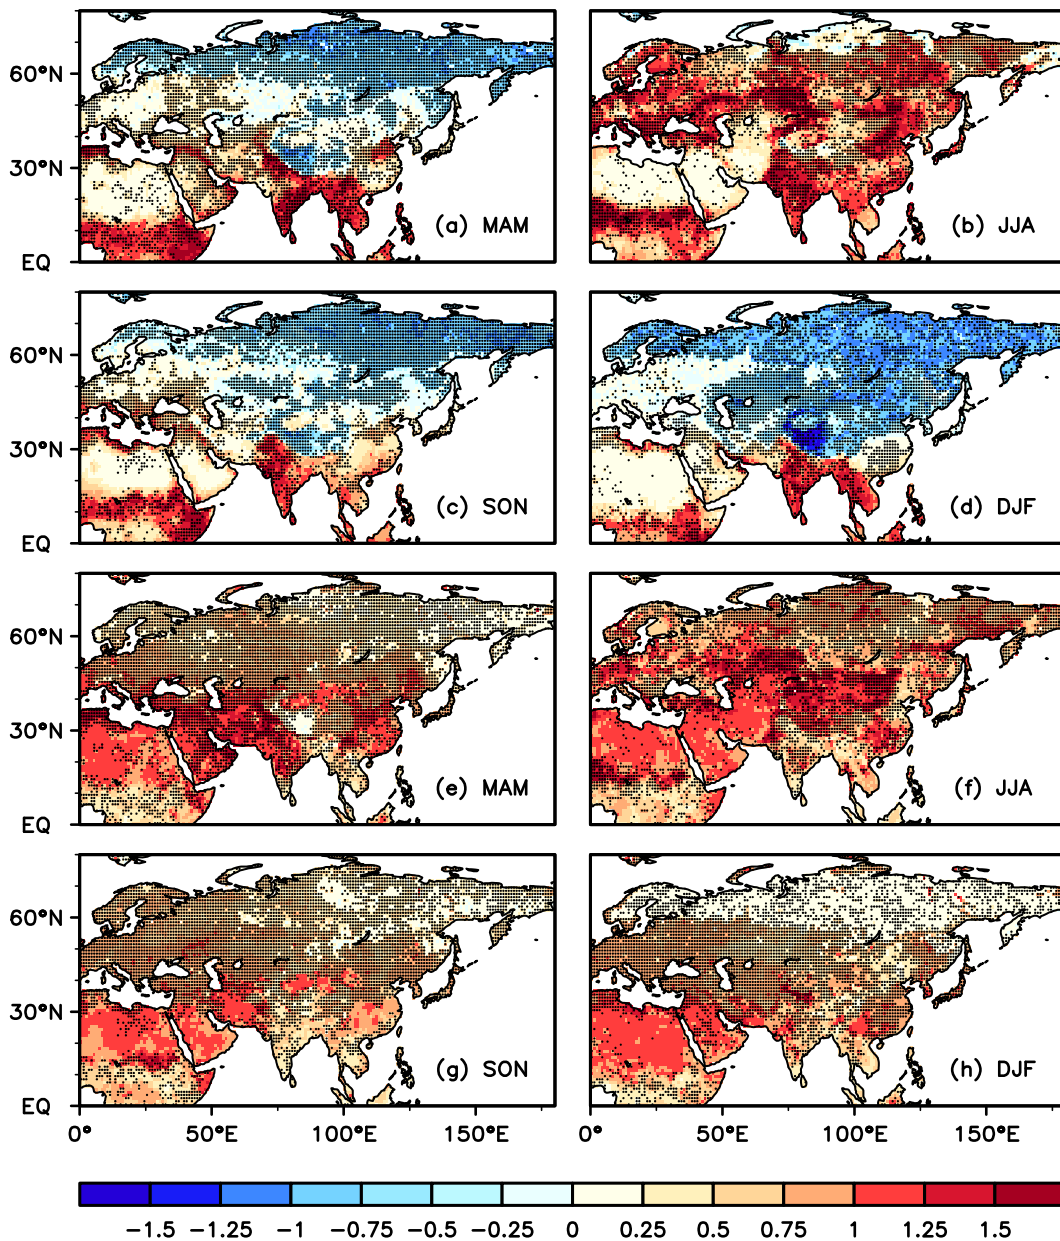 60°N
30°N
EQ
(a) MAM
(b) JJA
60°N
30°N
EQ
(c) SON
(d) DJF
60°N
30°N
EQ
(e) MAM
(f) JJA
60°N
30°N
EQ
(g) SON
(h) DJF
0° 50°E 100°E 150°E 0° 50°E 100°E 150°E
−1.5 −1.25 −1 −0.75 −0.5 −0.25 0 0.25 0.5 0.75 1 1.25 1.5